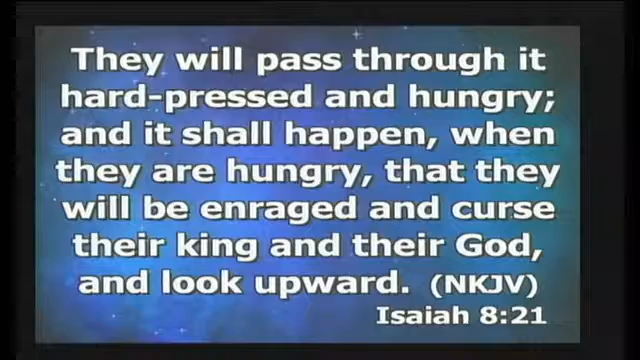 They will pass through it
hard-pressed and hungry;
and it shall happen, when
they are hungry, that they
will be enraged and curse
their king and their God,
and look upward. (NKJV)
Isaiah 8:21